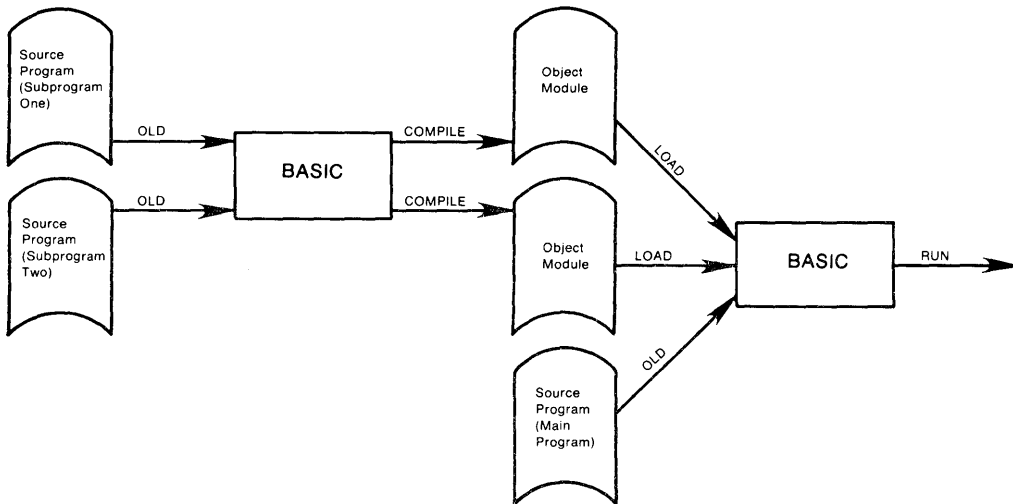 Source
Program
(Subprogram
One)
OLD
BASIC
COMPILE
Object
Module
LOAD
Source
Program
(Subprogram
Two)
OLD
COMPILE
Object
Module
LOAD
BASIC
RUN
OLD
Source
Program
(Main
Program)